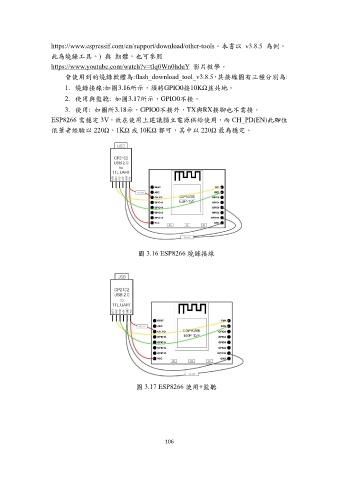 https://www.espressif.com/en/support/download/other-tools，本書以 v3.8.5 為例，
此為燒錄工具。) 與 韌體。也可參照
https://www.youtube.com/watch?v=tIq0Wn0hduY 影片教學。
會使用到的燒錄軟體為:flash_download_tool_v3.8.5，其接線圖有三種分別為:
1. 燒錄接線:如圖3.16所示，須將GPIO0接10KΩ並共地。
2. 使用與監聽: 如圖3.17所示，GPIO0不接。
3. 使用: 如圖所3.18示，GPIO0不接外，TX與RX接腳也不需接。
ESP8266 需穩定 3V，故在使用上建議獨立電源供給使用，而 CH_PD(EN)此腳位
依筆者經驗以 220Ω、1KΩ 或 10KΩ 都可，其中以 220Ω 最為穩定。
USB
CP2102
USB 2.0
to
TTL UART
ESP8266
ESP-12F
圖 3.16 ESP8266 燒錄接線
USB
CP2102
USB 2.0
to
TTL UART
ESP8266
ESP-12F
圖 3.17 ESP8266 使用+監聽
106